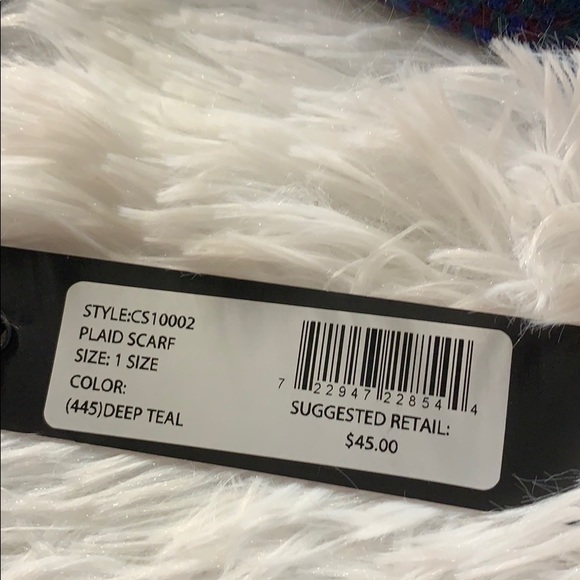 STYLE:CS10002
PLAID SCARF
SIZE: 1 SIZE
COLOR:
(445)DEEP TEAL
7 22947 22854 4
SUGGESTED RETAIL:
$45.00